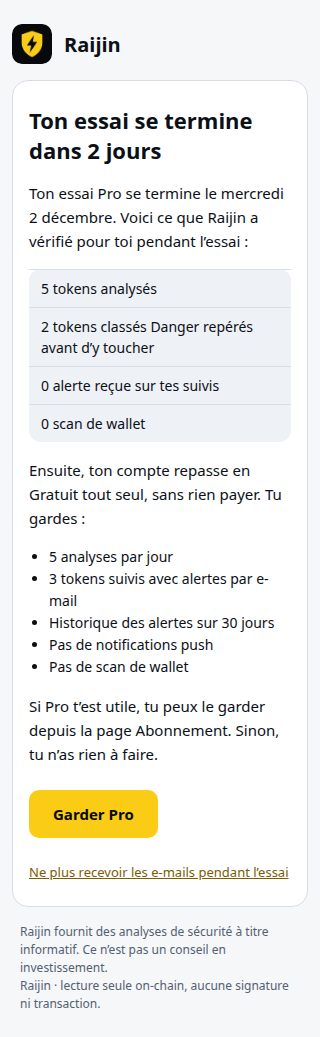 Raijin
Ton essai se termine
dans 2 jours
Ton essai Pro se termine le mercredi
2 décembre. Voici ce que Raijin a
vérifié pour toi pendant l’essai :
5 tokens analysés
2 tokens classés Danger repérés
avant d’y toucher
0 alerte reçue sur tes suivis
0 scan de wallet
Ensuite, ton compte repasse en
Gratuit tout seul, sans rien payer. Tu
gardes :
• 5 analyses par jour
• 3 tokens suivis avec alertes par e-
mail
• Historique des alertes sur 30 jours
• Pas de notifications push
• Pas de scan de wallet
Si Pro t’est utile, tu peux le garder
depuis la page Abonnement. Sinon,
tu n’as rien à faire.
Garder Pro
Ne plus recevoir les e-mails pendant l’essai
Raijin fournit des analyses de sécurité à titre
informatif. Ce n’est pas un conseil en
investissement.
Raijin · lecture seule on-chain, aucune signature
ni transaction.